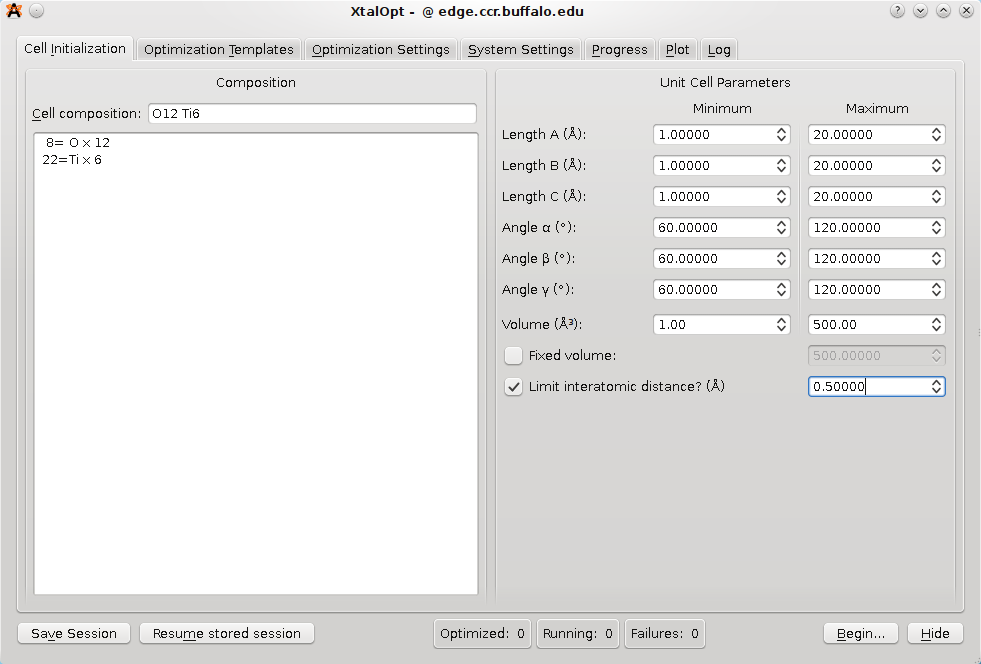 XtalOpt - @ edge.ccr.buffalo.edu
Cell Initialization Optimization Templates Optimization Settings System Settings Progress Plot Log
Composition
Cell composition: O12 Ti6
8= O × 12
22=Ti × 6
Unit Cell Parameters
Minimum Maximum
Length A (Å): 1.00000 20.00000
Length B (Å): 1.00000 20.00000
Length C (Å): 1.00000 20.00000
Angle α (°): 60.00000 120.00000
Angle β (°): 60.00000 120.00000
Angle γ (°): 60.00000 120.00000
Volume (Å³): 1.00 500.00
Fixed volume: 500.00000
Limit interatomic distance? (Å) 0.50000
Save Session Resume stored session Optimized: 0 Running: 0 Failures: 0 Begin... Hide